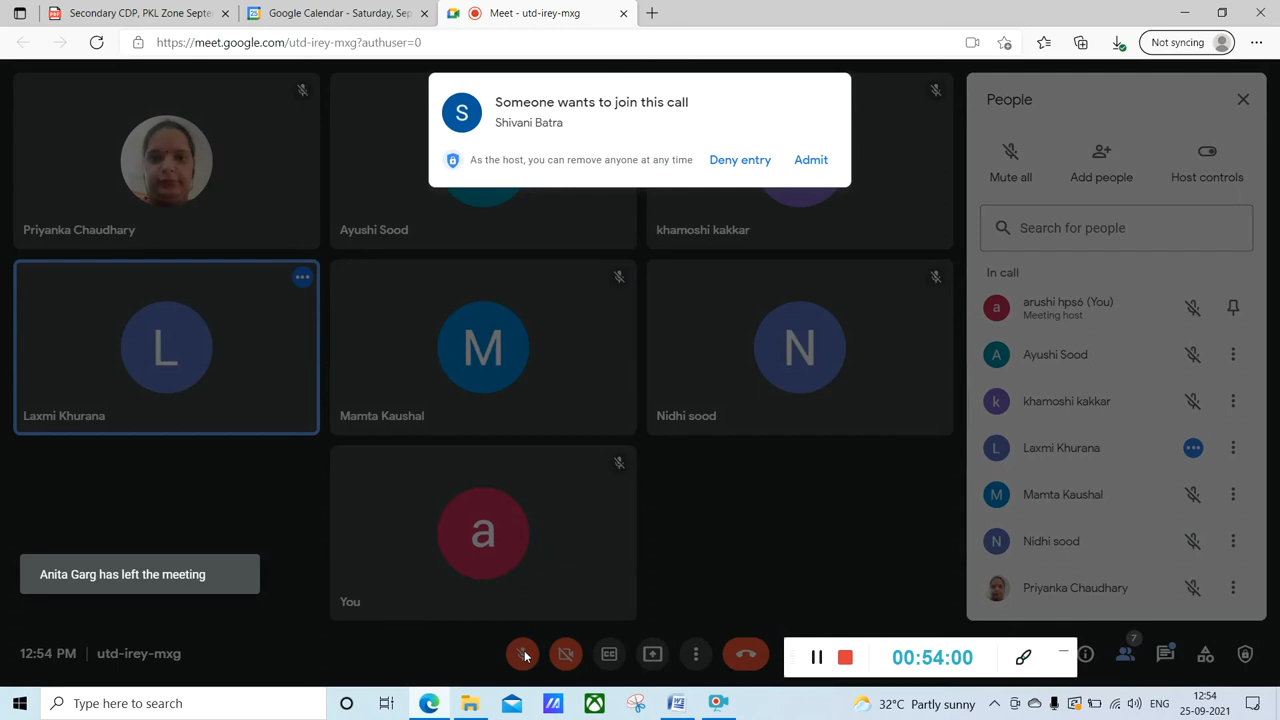 Secondary CDP, PKL Zone Septe
Google Calendar - Saturday, Sep
Meet - utd-irey-mxg
https://meet.google.com/utd-irey-mxg?authuser=0
Not syncing
Someone wants to join this call
S
Shivani Batra
As the host, you can remove anyone at any time
Deny entry
Admit
Priyanka Chaudhary
Ayushi Sood
khamoshi kakkar
L
Laxmi Khurana
M
Mamta Kaushal
N
Nidhi sood
a
You
Anita Garg has left the meeting
People
Mute all
Add people
Host controls
Search for people
In call
a
arushi hps6 (You)
Meeting host
A
Ayushi Sood
k
khamoshi kakkar
L
Laxmi Khurana
M
Mamta Kaushal
N
Nidhi sood
Priyanka Chaudhary
12:54 PM
utd-irey-mxg
CC
00:54:00
7
Type here to search
W
32°C Partly sunny
ENG
12:54
25-09-2021